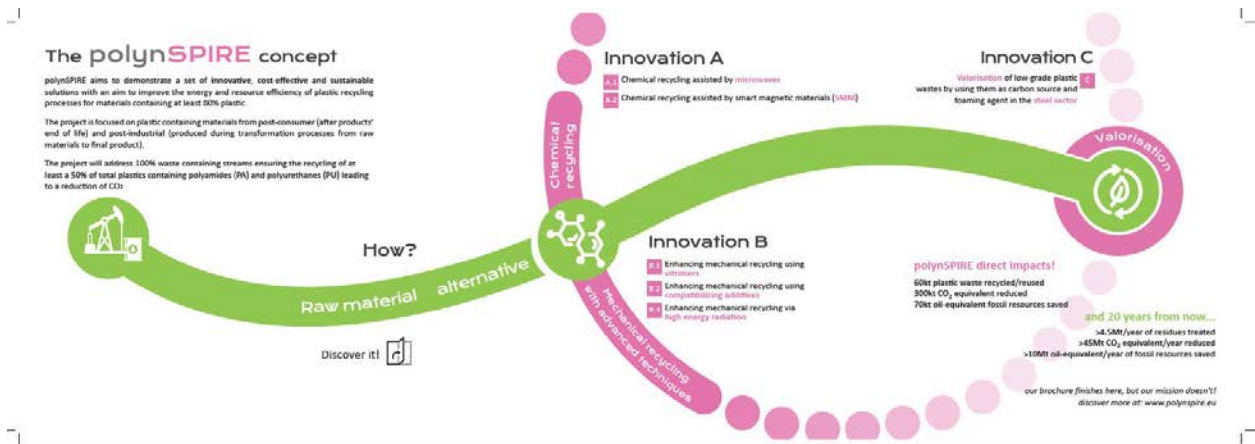 The polynSPIRE concept
polynSPIRE aims to demonstrate a set of innovative, cost-effective and sustainable
solutions with an aim to improve the energy and resource efficiency of plastic recycling
processes for materials containing at least 80% plastic.
The project is focused on plastic containing materials from post-consumer (after products'
end of life) and post-industrial (produced during transformation processes from raw
materials to final product).
The project will address 100% waste containing streams ensuring the recycling of at
least a 50% of total plastics containing polyamides (PA) and polyurethanes (PU) leading
to a reduction of CO2
How?
Raw material alternative
Discover it!
Chemical
recycling
Innovation A
A.1 Chemical recycling assisted by microwaves
A.2 Chemical recycling assisted by smart magnetic materials (SMM)
Innovation B
B.1 Enhancing mechanical recycling using
vitrimers
B.2 Enhancing mechanical recycling using
compatibilizing additives
B.3 Enhancing mechanical recycling via
high energy radiation
Mechanical recycling
with advanced techniques
Innovation C
Valorisation of low-grade plastic C
wastes by using them as carbon source and
foaming agent in the steel sector
Valorisation
polynSPIRE direct impacts!
60kt plastic waste recycled/reused
300kt CO2 equivalent reduced
70kt oil-equivalent fossil resources saved
and 20 years from now...
>4.5Mt/year of residues treated
>45Mt CO2 equivalent/year reduced
>10Mt oil-equivalent/year of fossil resources saved
our brochure finishes here, but our mission doesn't!
discover more at: www.polynspire.eu